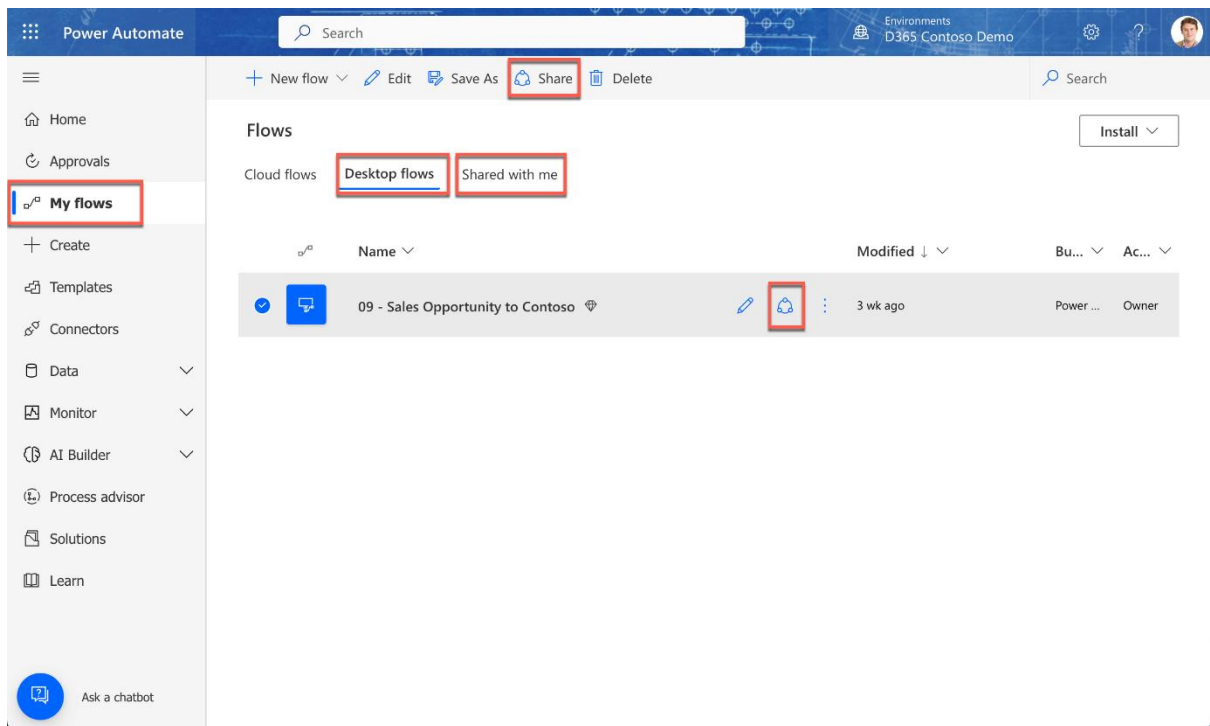 Power Automate
Search
Environments
D365 Contoso Demo
?
New flow
Edit
Save As
Share
Delete
Search
Home
Approvals
My flows
Create
Templates
Connectors
Data
Monitor
AI Builder
Process advisor
Solutions
Learn
Ask a chatbot
Flows
Install
Cloud flows
Desktop flows
Shared with me
Name
Modified ↓
Bu...
Ac...
09 - Sales Opportunity to Contoso
3 wk ago
Power ...
Owner